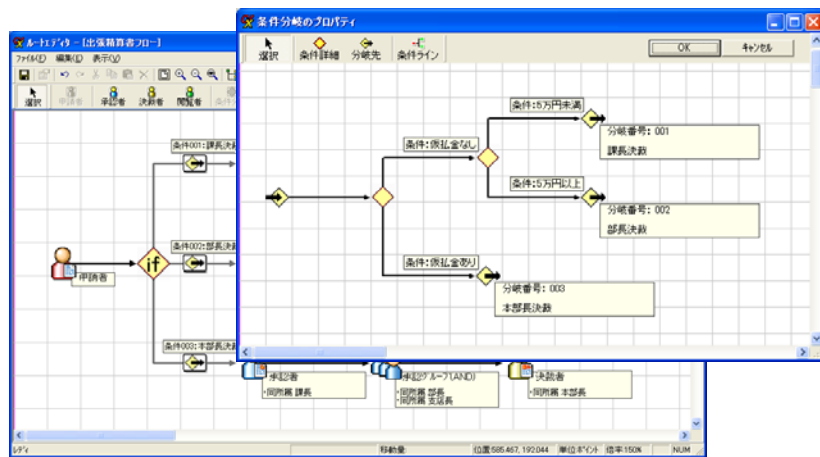 条件分岐のプロパティ
選択 条件詳細 分岐先 条件ライン OK キャンセル
条件:5万円未満
分岐番号: 001
課長決裁
条件:仮払金なし
条件:5万円以上
分岐番号: 002
部長決裁
条件:仮払金あり
分岐番号: 003
本部長決裁
ルートエディタ - [出張精算書フロー]
ファイル(F) 編集(E) 表示(V)
選択 申請者 承認者 決裁者 閲覧者
条件001:課長決裁
条件002:部長決裁
if
申請者
条件003:本部長決裁
承認者
・同所属 課長
承認グループ(AND)
・同所属 部長
・同所属 支店長
決裁者
・同所属 本部長
レディ 移動量: 位置:585.467, 192.044 単位:ポイント 倍率:150% NUM